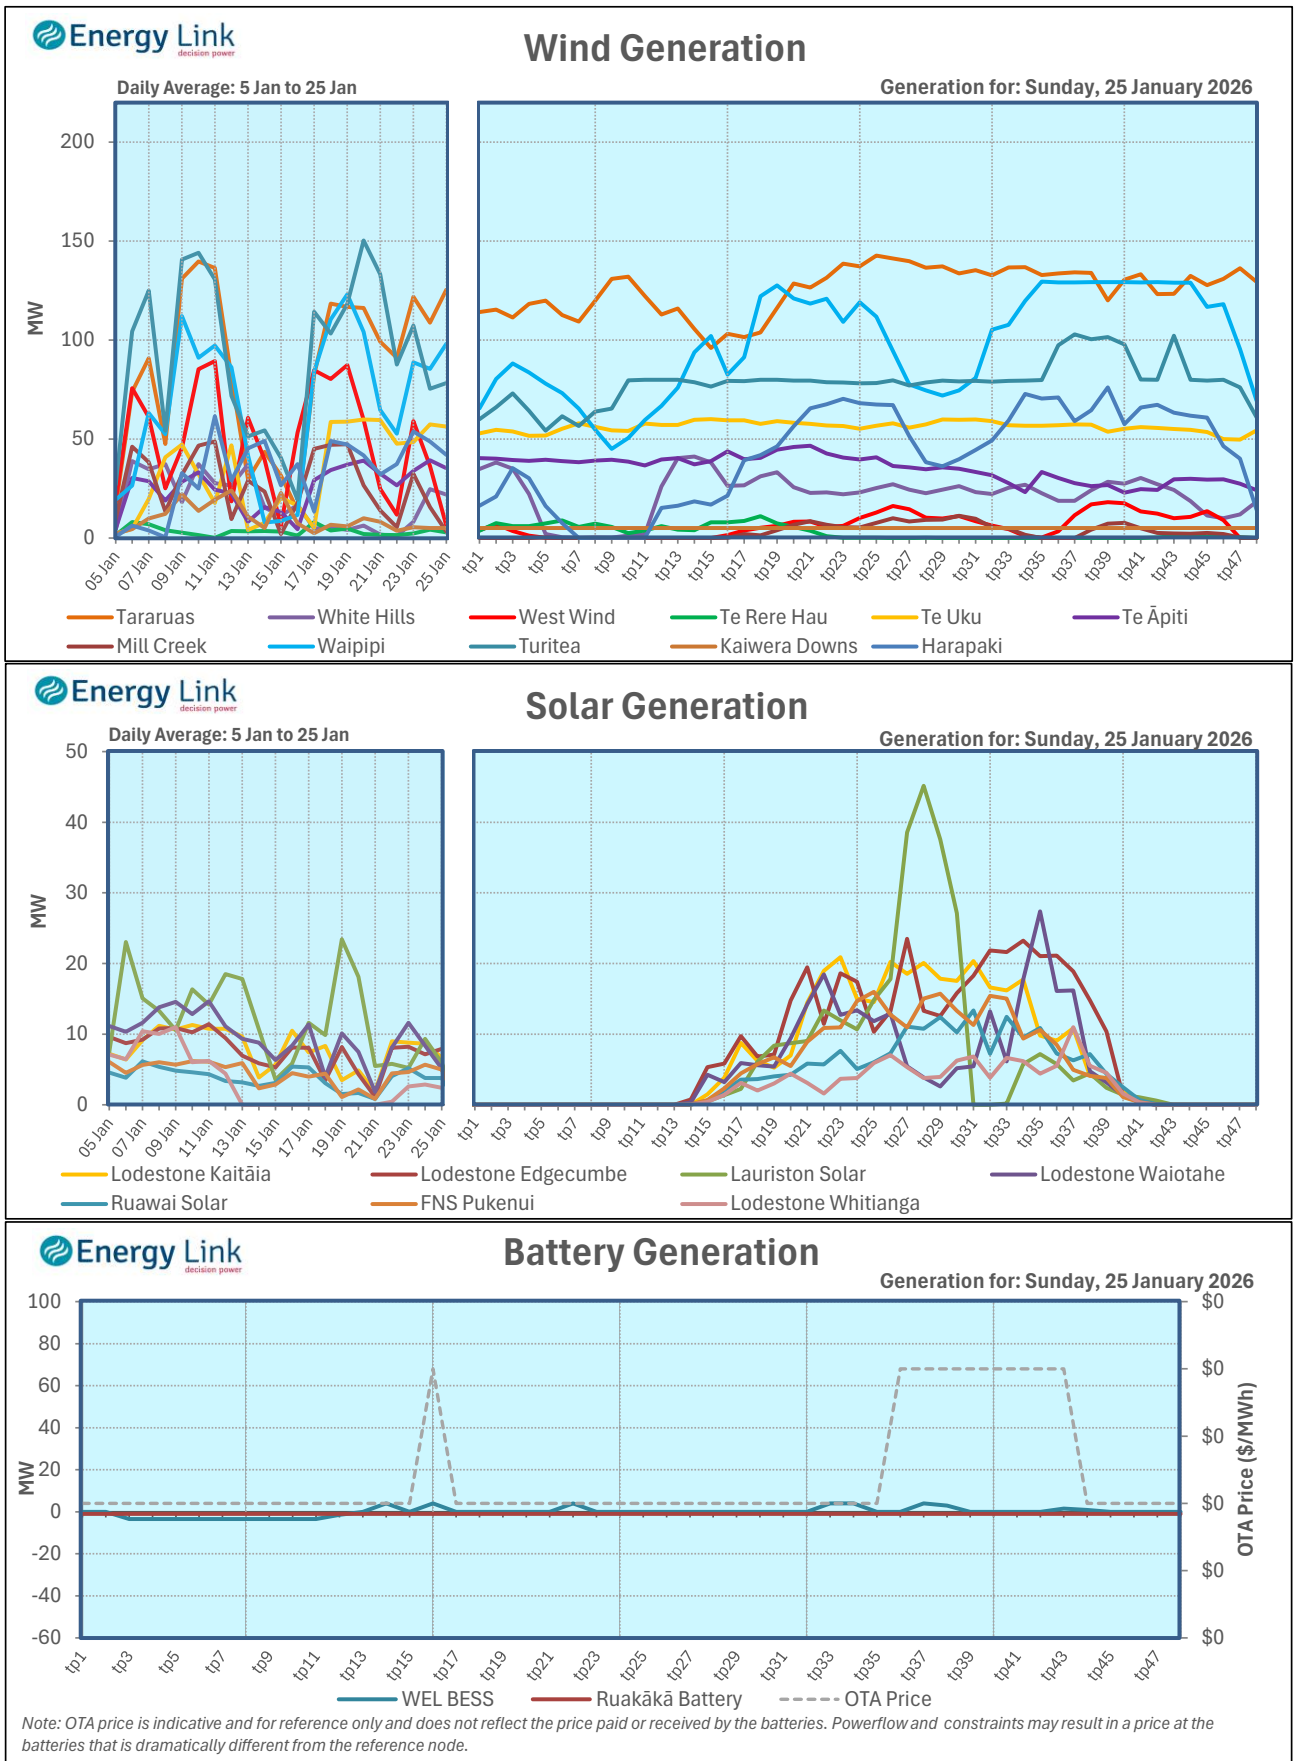 Energy Link
decision power
Wind Generation
Daily Average: 5 Jan to 25 Jan
Generation for: Sunday, 25 January 2026
MW
200
150
100
50
0
05 Jan 07 Jan 09 Jan 11 Jan 13 Jan 15 Jan 17 Jan 19 Jan 21 Jan 23 Jan 25 Jan
tp1 tp3 tp5 tp7 tp9 tp11 tp13 tp15 tp17 tp19 tp21 tp23 tp25 tp27 tp29 tp31 tp33 tp35 tp37 tp39 tp41 tp43 tp45 tp47
Tararuas White Hills West Wind Te Rere Hau Te Uku Te Āpiti
Mill Creek Waipipi Turitea Kaiwera Downs Harapaki
Energy Link
decision power
Solar Generation
Daily Average: 5 Jan to 25 Jan
Generation for: Sunday, 25 January 2026
MW
50
40
30
20
10
0
05 Jan 07 Jan 09 Jan 11 Jan 13 Jan 15 Jan 17 Jan 19 Jan 21 Jan 23 Jan 25 Jan
tp1 tp3 tp5 tp7 tp9 tp11 tp13 tp15 tp17 tp19 tp21 tp23 tp25 tp27 tp29 tp31 tp33 tp35 tp37 tp39 tp41 tp43 tp45 tp47
Lodestone Kaitāia Lodestone Edgecumbe Lauriston Solar Lodestone Waiotahe
Ruawai Solar FNS Pukenui Lodestone Whitianga
Energy Link
decision power
Battery Generation
Generation for: Sunday, 25 January 2026
MW
100
80
60
40
20
0
-20
-40
-60
$0
$0
$0
$0
$0
$0
OTA Price ($/MWh)
tp1 tp3 tp5 tp7 tp9 tp11 tp13 tp15 tp17 tp19 tp21 tp23 tp25 tp27 tp29 tp31 tp33 tp35 tp37 tp39 tp41 tp43 tp45 tp47
WEL BESS Ruakākā Battery OTA Price
Note: OTA price is indicative and for reference only and does not reflect the price paid or received by the batteries. Powerflow and constraints may result in a price at the
batteries that is dramatically different from the reference node.